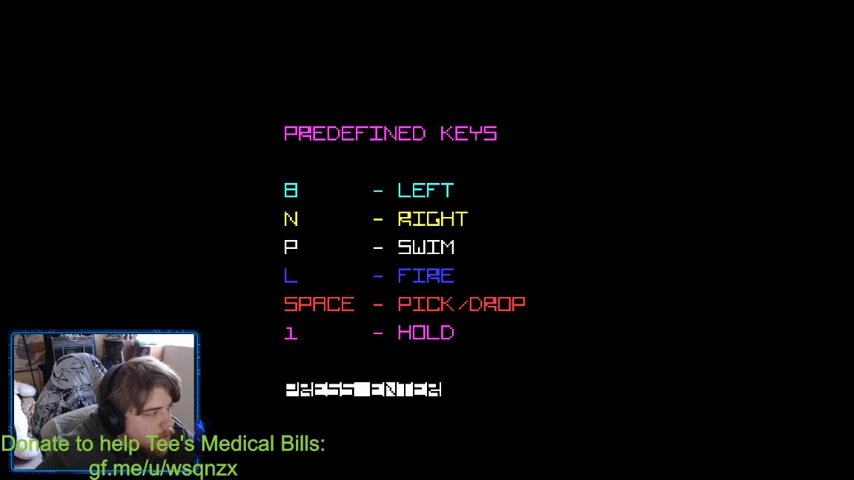 PREDEFINED KEYS
8 - LEFT
N - RIGHT
P - SWIM
L - FIRE
SPACE - PICK/DROP
1 - HOLD
PRESS ENTER
Donate to help Tee's Medical Bills:
gf.me/u/wsqnzx